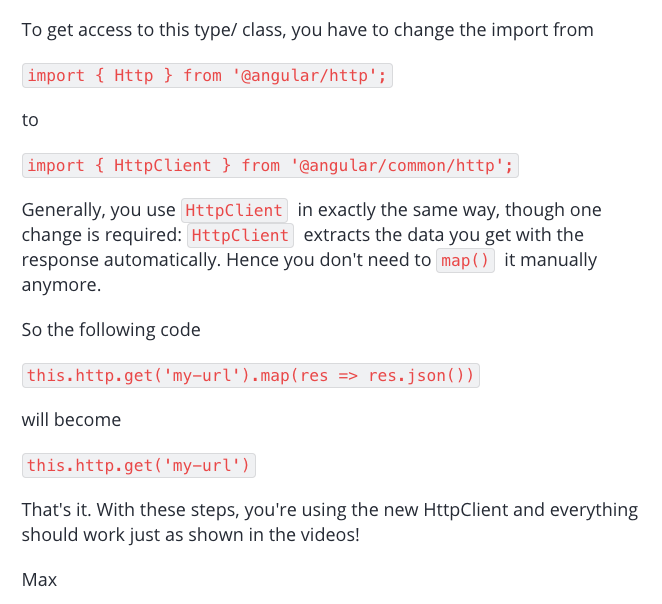 To get access to this type/ class, you have to change the import from
import { Http } from '@angular/http';
to
import { HttpClient } from '@angular/common/http';
Generally, you use HttpClient in exactly the same way, though one
change is required: HttpClient extracts the data you get with the
response automatically. Hence you don't need to map() it manually
anymore.
So the following code
this.http.get('my-url').map(res => res.json())
will become
this.http.get('my-url')
That's it. With these steps, you're using the new HttpClient and everything
should work just as shown in the videos!
Max